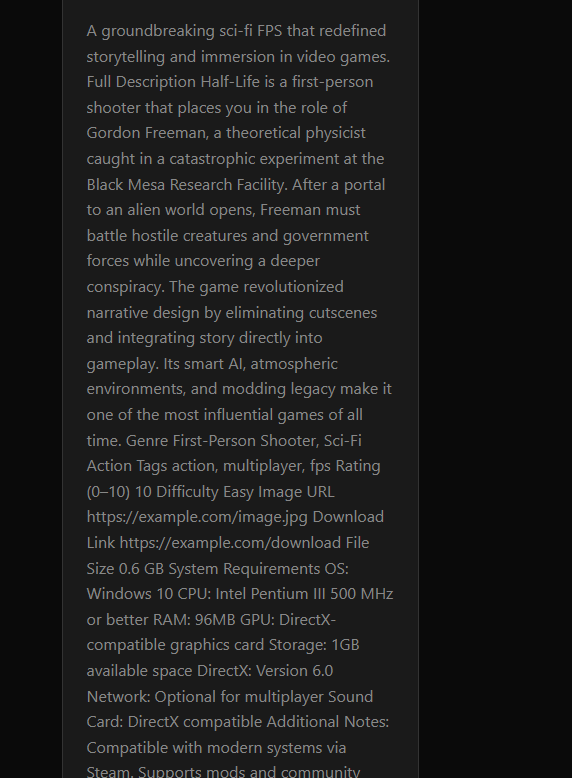 A groundbreaking sci-fi FPS that redefined
storytelling and immersion in video games.
Full Description Half-Life is a first-person
shooter that places you in the role of
Gordon Freeman, a theoretical physicist
caught in a catastrophic experiment at the
Black Mesa Research Facility. After a portal
to an alien world opens, Freeman must
battle hostile creatures and government
forces while uncovering a deeper
conspiracy. The game revolutionized
narrative design by eliminating cutscenes
and integrating story directly into
gameplay. Its smart AI, atmospheric
environments, and modding legacy make it
one of the most influential games of all
time. Genre First-Person Shooter, Sci-Fi
Action Tags action, multiplayer, fps Rating
(0–10) 10 Difficulty Easy Image URL
https://example.com/image.jpg Download
Link https://example.com/download File
Size 0.6 GB System Requirements OS:
Windows 10 CPU: Intel Pentium III 500 MHz
or better RAM: 96MB GPU: DirectX-
compatible graphics card Storage: 1GB
available space DirectX: Version 6.0
Network: Optional for multiplayer Sound
Card: DirectX compatible Additional Notes:
Compatible with modern systems via
Steam. Supports mods and community